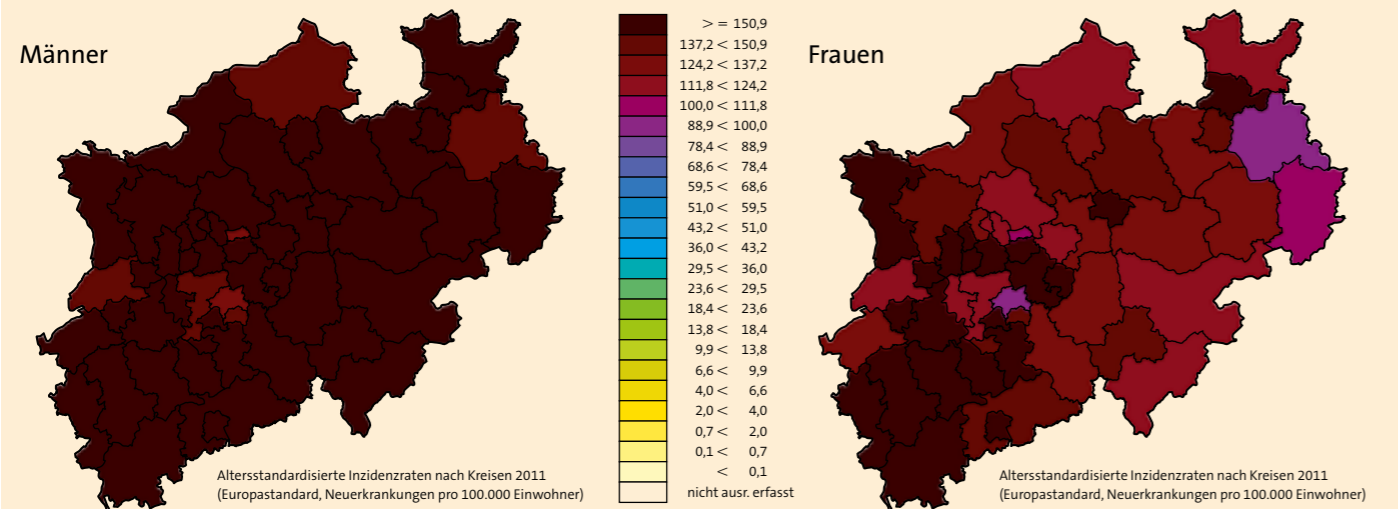 Männer
> = 150,9
137,2 < 150,9
124,2 < 137,2
111,8 < 124,2
100,0 < 111,8
88,9 < 100,0
78,4 < 88,9
68,6 < 78,4
59,5 < 68,6
51,0 < 59,5
43,2 < 51,0
36,0 < 43,2
29,5 < 36,0
23,6 < 29,5
18,4 < 23,6
13,8 < 18,4
9,9 < 13,8
6,6 < 9,9
4,0 < 6,6
2,0 < 4,0
0,7 < 2,0
0,1 < 0,7
< 0,1
nicht ausr. erfasst
Frauen
Altersstandardisierte Inzidenzraten nach Kreisen 2011
(Europastandard, Neuerkrankungen pro 100.000 Einwohner)
Altersstandardisierte Inzidenzraten nach Kreisen 2011
(Europastandard, Neuerkrankungen pro 100.000 Einwohner)